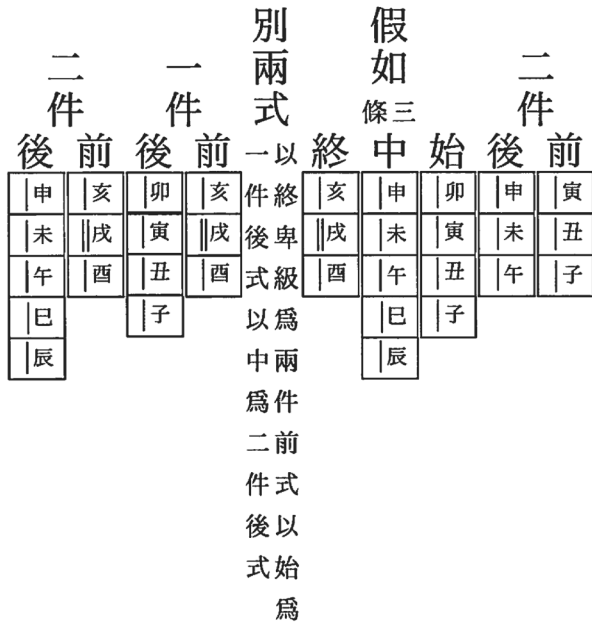 二件
前
|寅
|丑
|子
後
|申
|未
|午
假如三條
始
|卯
|寅
|丑
|子
中
|申
|未
|午
|巳
|辰
終
|亥
||戌
|酉
別兩式
以終卑級爲兩件前式以始爲
一件後式以中爲二件後式
一件
前
|亥
||戌
|酉
後
|卯
|寅
|丑
|子
二件
前
|亥
||戌
|酉
後
|申
|未
|午
|巳
|辰